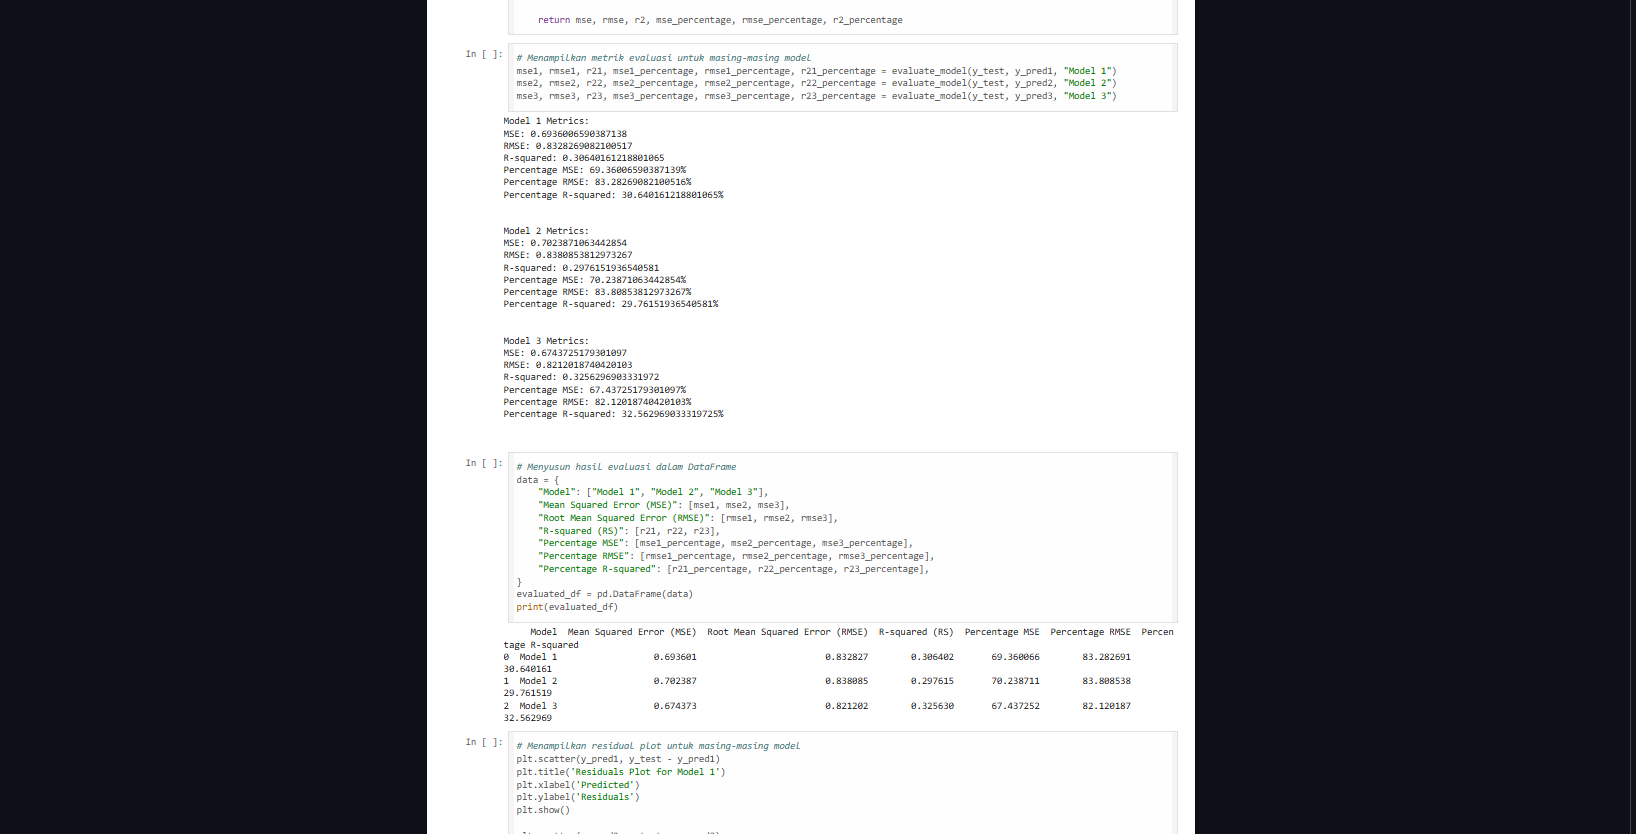 return mse, rmse, r2, mse_percentage, rmse_percentage, r2_percentage
In [ ]:
# Menampilkan metrik evaluasi untuk masing-masing model
mse1, rmse1, r21, mse1_percentage, rmse1_percentage, r21_percentage = evaluate_model(y_test, y_pred1, "Model 1")
mse2, rmse2, r22, mse2_percentage, rmse2_percentage, r22_percentage = evaluate_model(y_test, y_pred2, "Model 2")
mse3, rmse3, r23, mse3_percentage, rmse3_percentage, r23_percentage = evaluate_model(y_test, y_pred3, "Model 3")
Model 1 Metrics:
MSE: 0.6936006590387138
RMSE: 0.8328269082100517
R-squared: 0.30640161218801065
Percentage MSE: 69.36006590387139%
Percentage RMSE: 83.28269082100516%
Percentage R-squared: 30.640161218801065%
Model 2 Metrics:
MSE: 0.7023871063442854
RMSE: 0.8380853812973267
R-squared: 0.2976151936540581
Percentage MSE: 70.23871063442854%
Percentage RMSE: 83.80853812973267%
Percentage R-squared: 29.76151936540581%
Model 3 Metrics:
MSE: 0.6743725179301097
RMSE: 0.8212018740420103
R-squared: 0.3256296903331972
Percentage MSE: 67.43725179301097%
Percentage RMSE: 82.12018740420103%
Percentage R-squared: 32.562969033319725%
In [ ]:
# Menyusun hasil evaluasi dalam DataFrame
data = {
"Model": ["Model 1", "Model 2", "Model 3"],
"Mean Squared Error (MSE)": [mse1, mse2, mse3],
"Root Mean Squared Error (RMSE)": [rmse1, rmse2, rmse3],
"R-squared (RS)": [r21, r22, r23],
"Percentage MSE": [mse1_percentage, mse2_percentage, mse3_percentage],
"Percentage RMSE": [rmse1_percentage, rmse2_percentage, rmse3_percentage],
"Percentage R-squared": [r21_percentage, r22_percentage, r23_percentage],
}
evaluated_df = pd.DataFrame(data)
print(evaluated_df)
Model Mean Squared Error (MSE) Root Mean Squared Error (RMSE) R-squared (RS) Percentage MSE Percentage RMSE Percen
tage R-squared
0 Model 1 0.693601 0.832827 0.306402 69.360066 83.282691
30.640161
1 Model 2 0.702387 0.838085 0.297615 70.238711 83.808538
29.761519
2 Model 3 0.674373 0.821202 0.325630 67.437252 82.120187
32.562969
In [ ]:
# Menampilkan residual plot untuk masing-masing model
plt.scatter(y_pred1, y_test - y_pred1)
plt.title('Residuals Plot for Model 1')
plt.xlabel('Predicted')
plt.ylabel('Residuals')
plt.show()